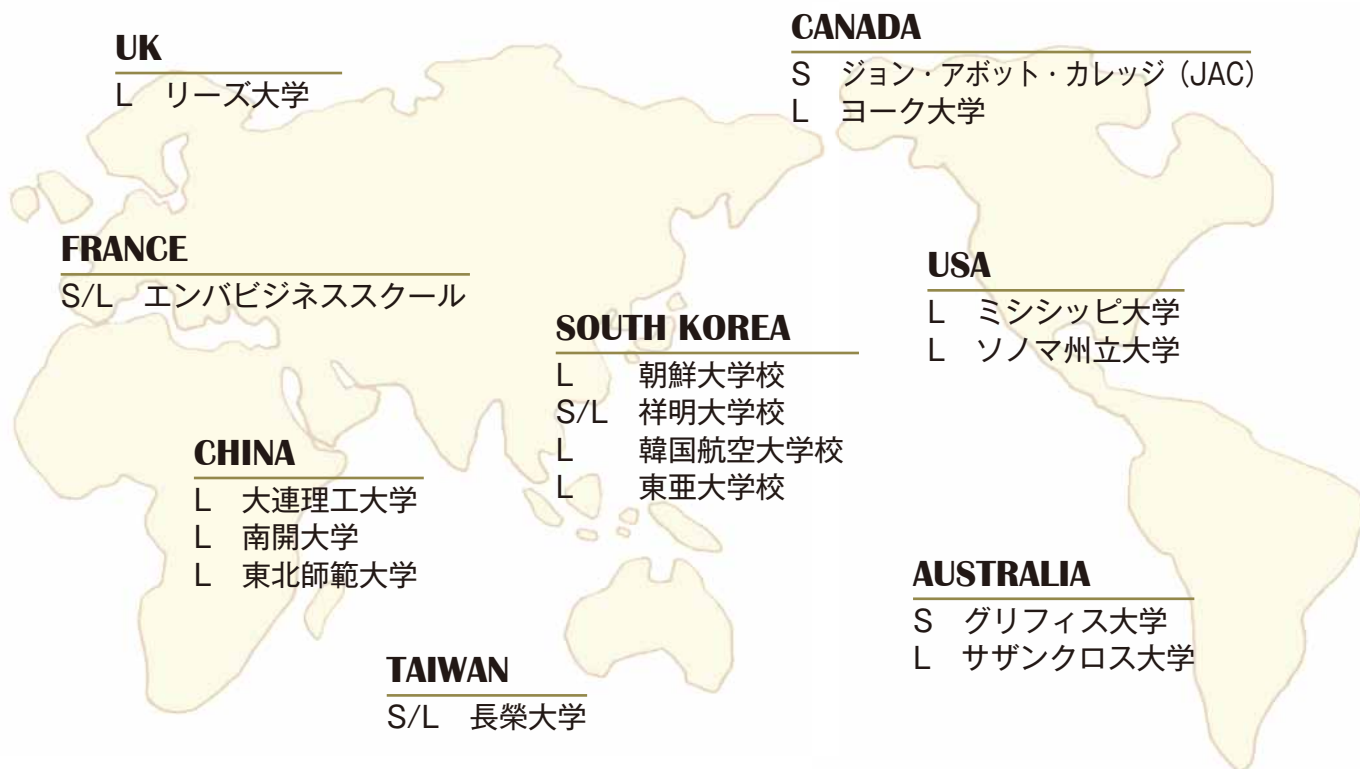 UK
L リーズ大学
CANADA
S ジョン・アボット・カレッジ（JAC）
L ヨーク大学
FRANCE
S/L エンバビジネススクール
USA
L ミシシッピ大学
L ソノマ州立大学
SOUTH KOREA
L 朝鮮大学校
S/L 祥明大学校
L 韓国航空大学校
L 東亜大学校
CHINA
L 大連理工大学
L 南開大学
L 東北師範大学
AUSTRALIA
S グリフィス大学
L サザンクロス大学
TAIWAN
S/L 長榮大学